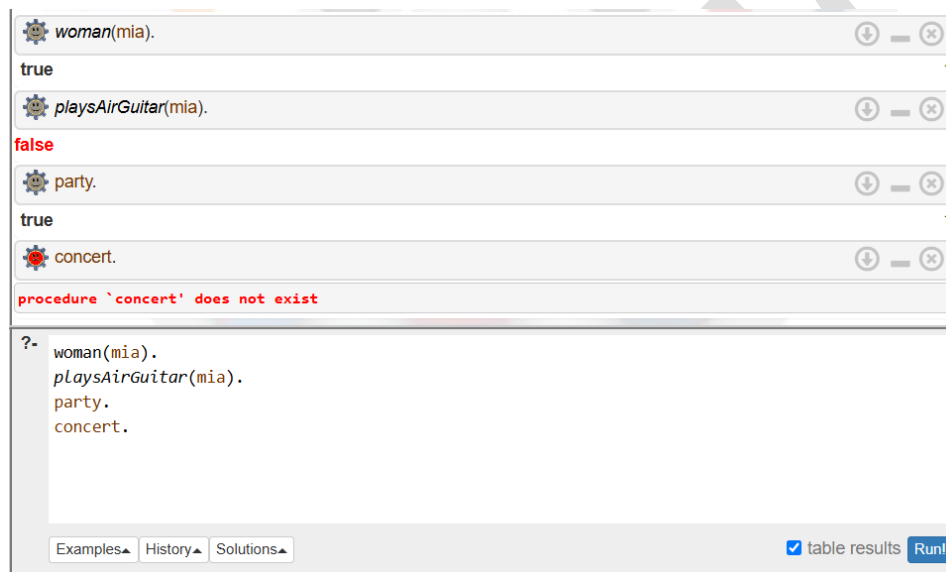 woman(mia).
true
playsAirGuitar(mia).
false
party.
true
concert.
procedure `concert' does not exist
?-
woman(mia).
playsAirGuitar(mia).
party.
concert.
Examples History Solutions table results Run!